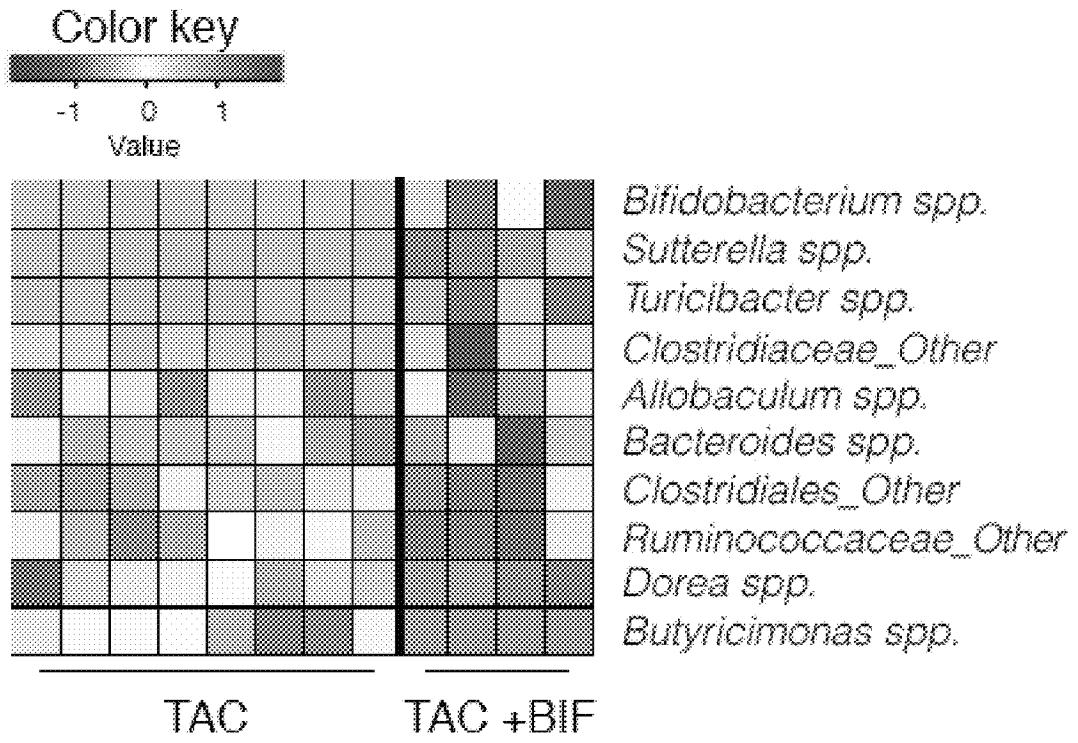 Color key
-1 0 1
Value
Bifidobacterium spp.
Sutterella spp.
Turicibacter spp.
Clostridiaceae_Other
Allobaculum spp.
Bacteroides spp.
Clostridiales_Other
Ruminococcaceae_Other
Dorea spp.
Butyricimonas spp.
TAC TAC +BIF